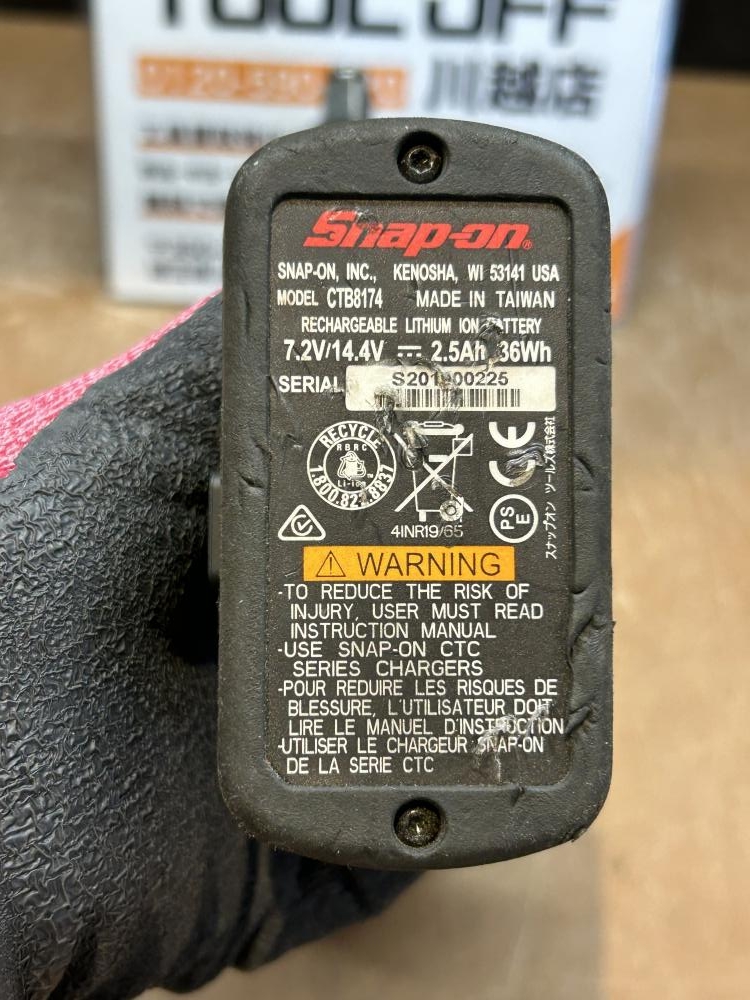 TOOL OFF
川越店
Snap-on
SNAP-ON, INC., KENOSHA, WI 53141 USA
MODEL CTB8174 MADE IN TAIWAN
RECHARGEABLE LITHIUM ION BATTERY
7.2V/14.4V 2.5Ah 36Wh
SERIAL
RECYCLE
RBRC
Li-ion
1.800.822.8837
CE
PSE
4INR19/65
スナップオン ツールズ株式会社
⚠ WARNING
-TO REDUCE THE RISK OF
INJURY, USER MUST READ
INSTRUCTION MANUAL
-USE SNAP-ON CTC
SERIES CHARGERS
-POUR REDUIRE LES RISQUES DE
BLESSURE, L'UTILISATEUR DOIT
LIRE LE MANUEL D'INSTRUCTION
-UTILISER LE CHARGEUR SNAP-ON
DE LA SERIE CTC